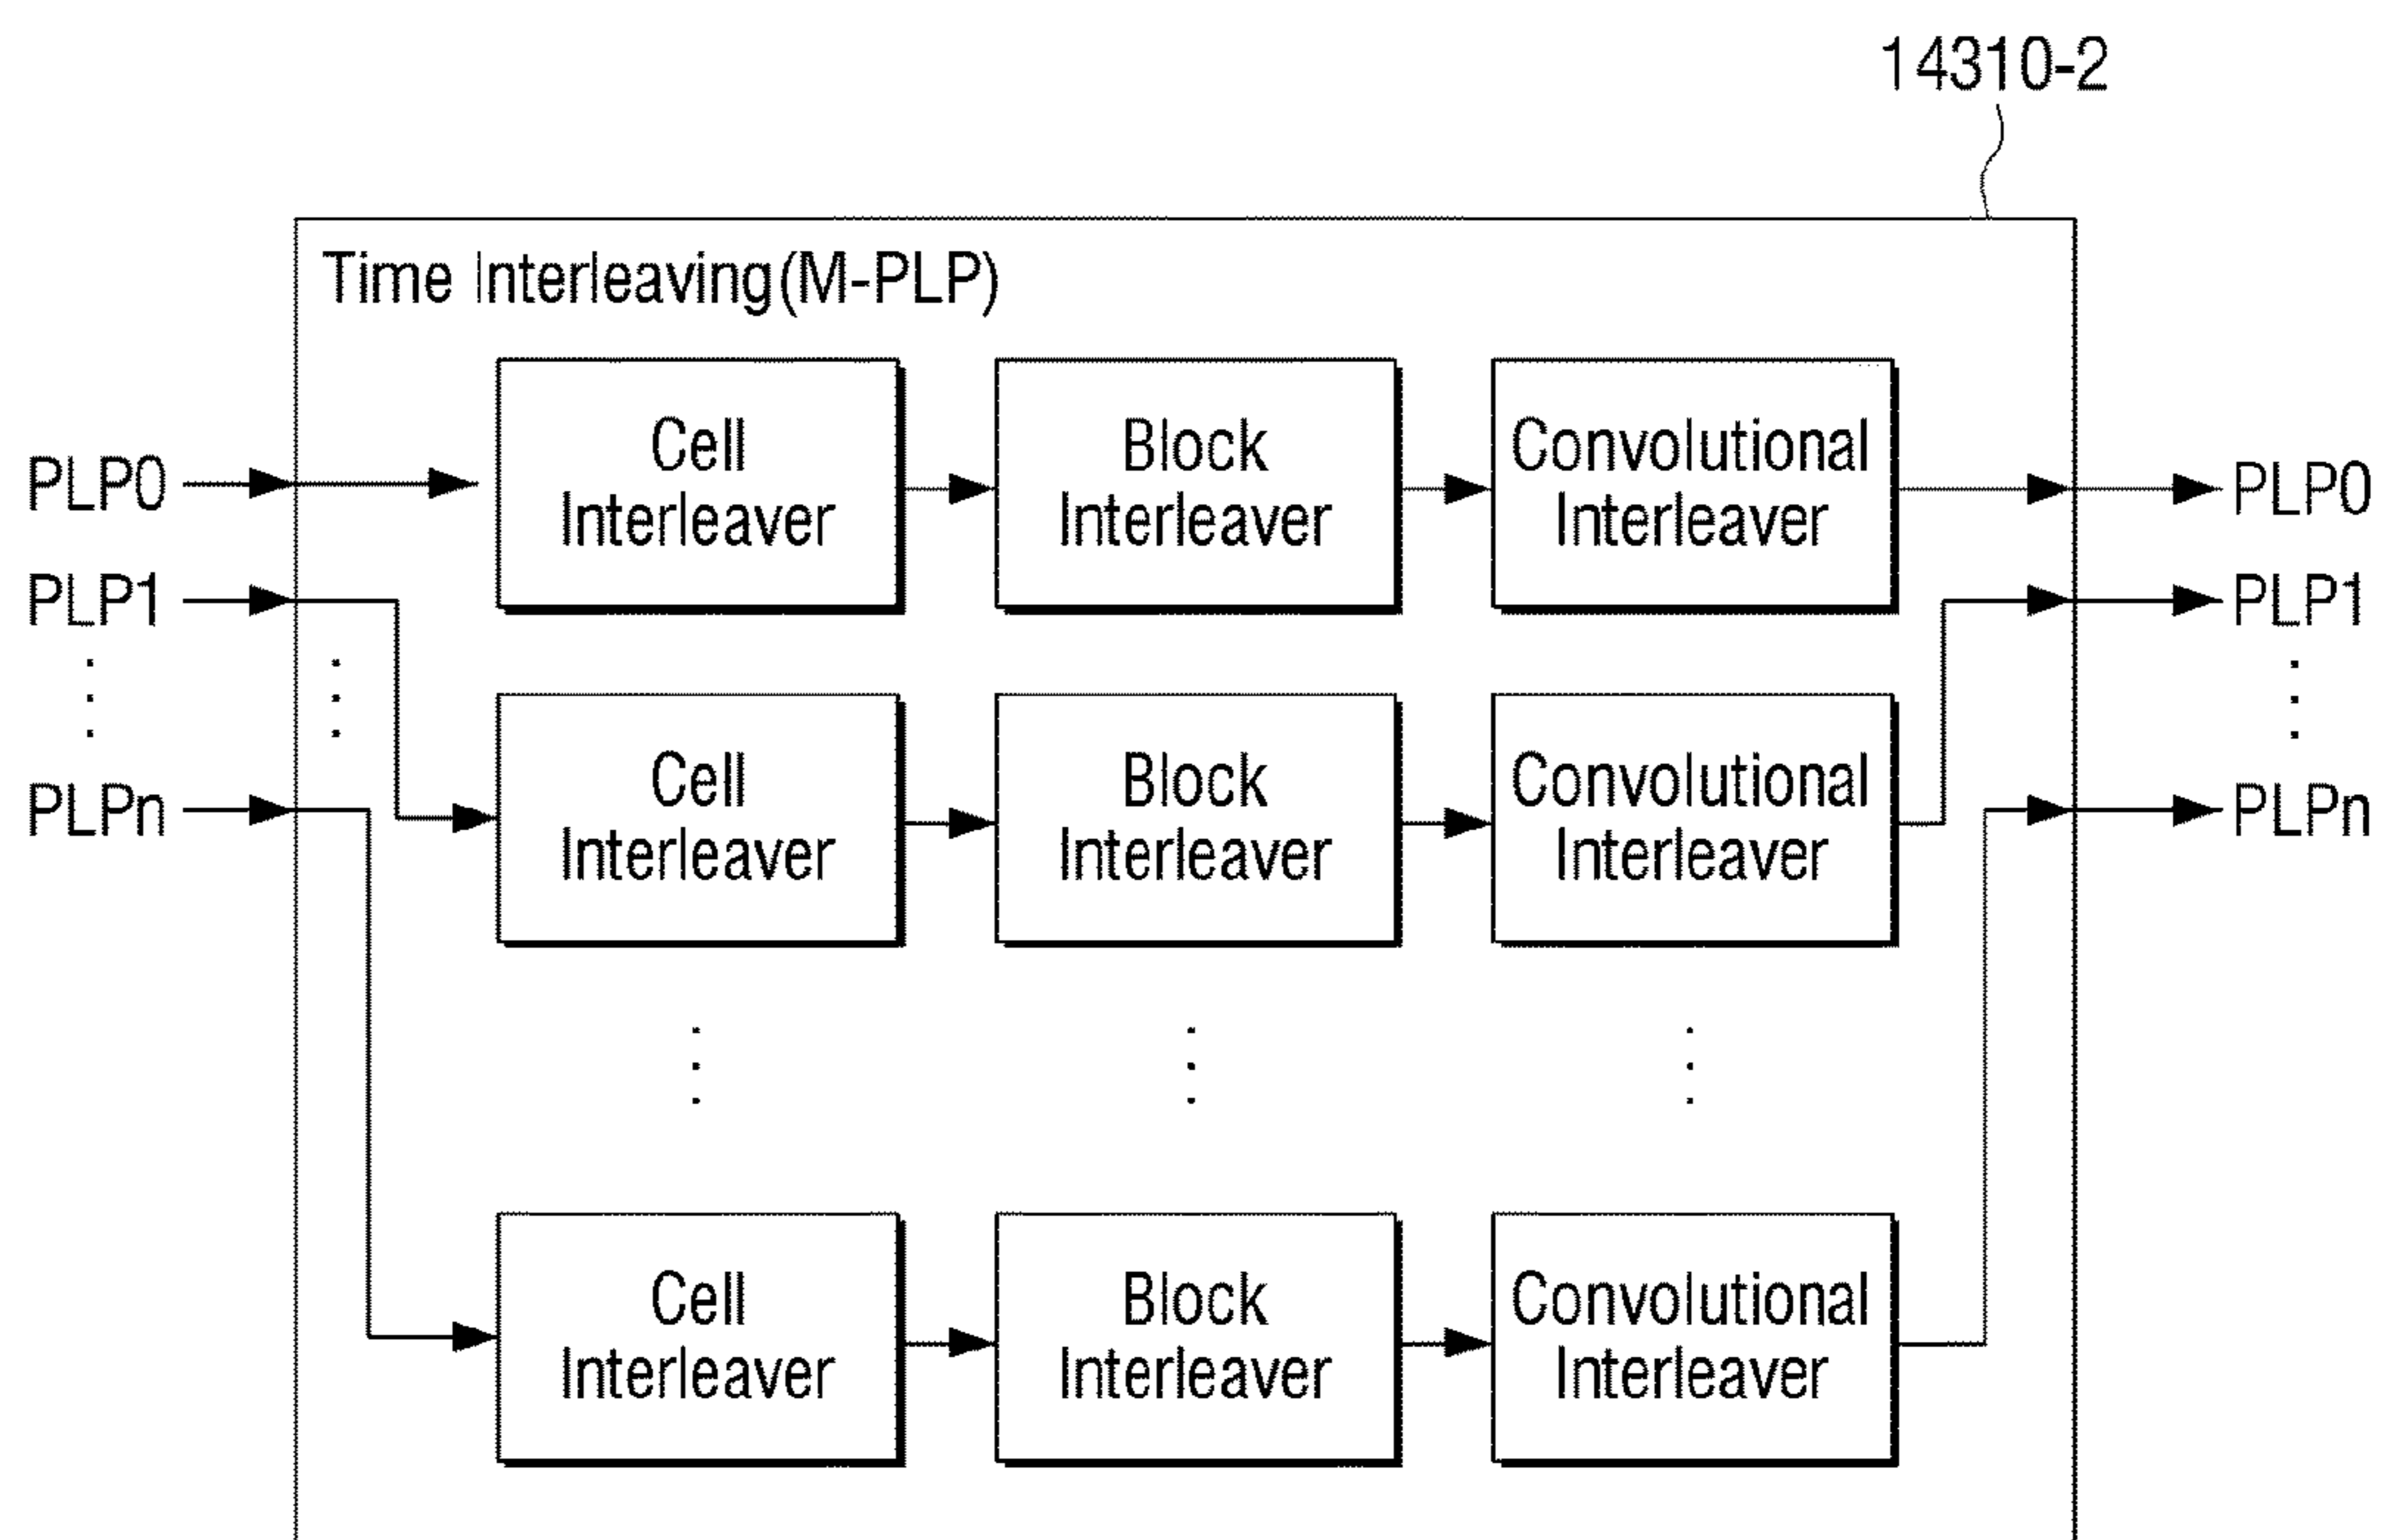 14310-2
Time Interleaving(M-PLP)
PLP0
Cell
Interleaver
Block
Interleaver
Convolutional
Interleaver
PLP0
PLP1
PLP1
PLPn
Cell
Interleaver
Block
Interleaver
Convolutional
Interleaver
PLPn
Cell
Interleaver
Block
Interleaver
Convolutional
Interleaver